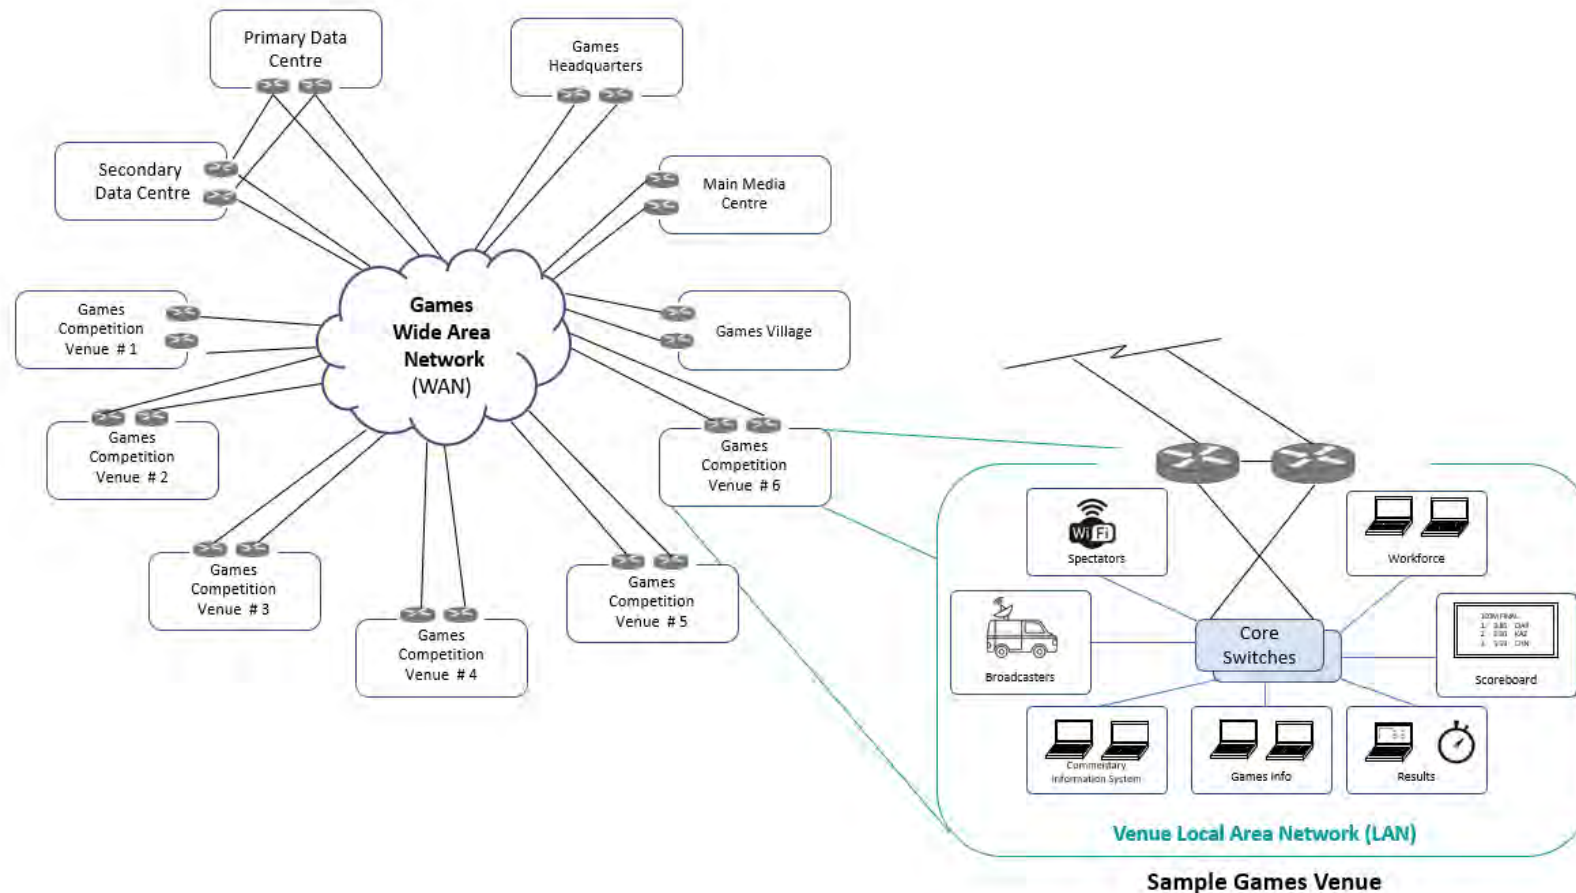 Primary Data
Centre
Games
Headquarters
Secondary
Data Centre
Main Media
Centre
Games
Competition
Venue # 1
Games
Wide Area
Network
(WAN)
Games Village
Games
Competition
Venue # 2
Games
Competition
Venue # 6
Games
Competition
Venue # 3
Games
Competition
Venue # 4
Games
Competition
Venue # 5
WiFi
Spectators
Workforce
Broadcasters
Core
Switches
Scoreboard
Commentary
Information System
Games Info
Results
Venue Local Area Network (LAN)
Sample Games Venue